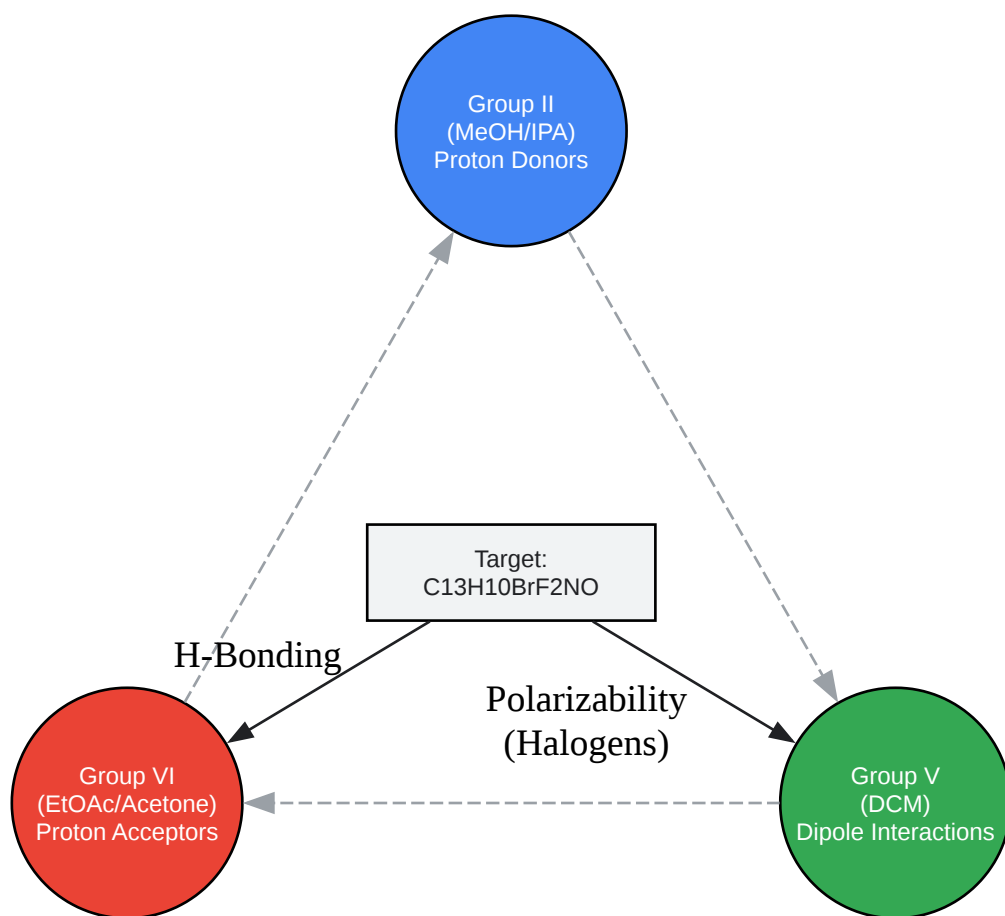 Group II
(MeOH/IPA)
Proton Donors
Target:
C13H10BrF2NO
H-Bonding
Polarizability
(Halogens)
Group VI
(EtOAc/Acetone)
Proton Acceptors
Group V
(DCM)
Dipole Interactions